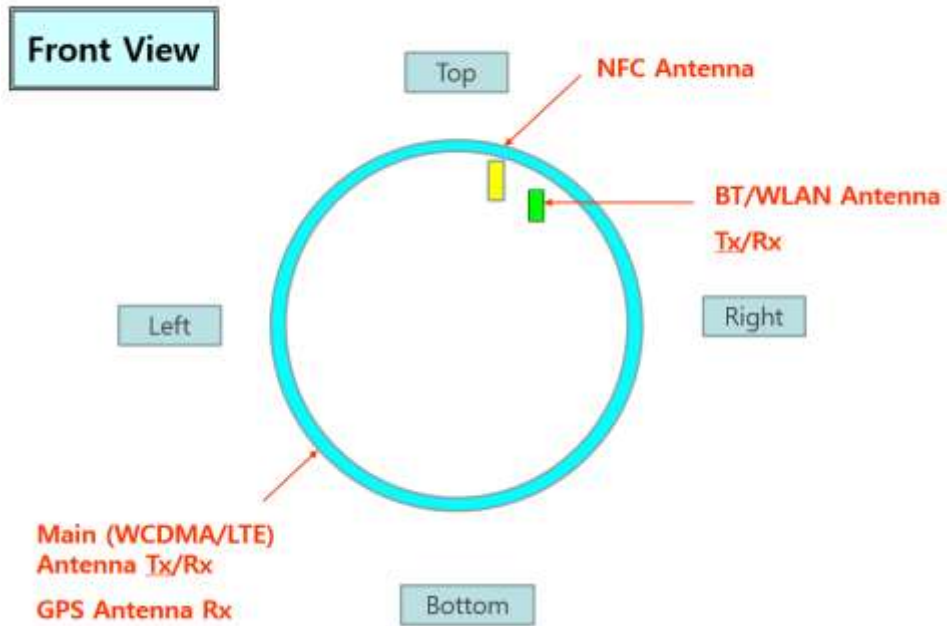 Front View
Top
NFC Antenna
BT/WLAN Antenna
Tx/Rx
Left
Right
Main (WCDMA/LTE)
Antenna Tx/Rx
GPS Antenna Rx
Bottom